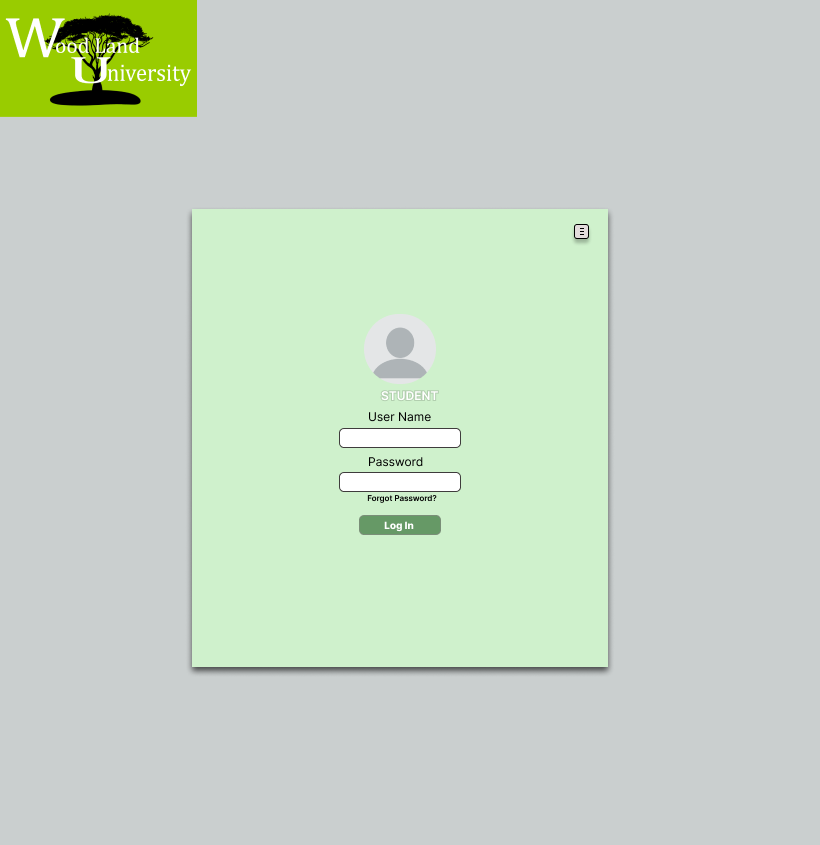 Wood Land
University
STUDENT
User Name
Password
Forgot Password?
Log In